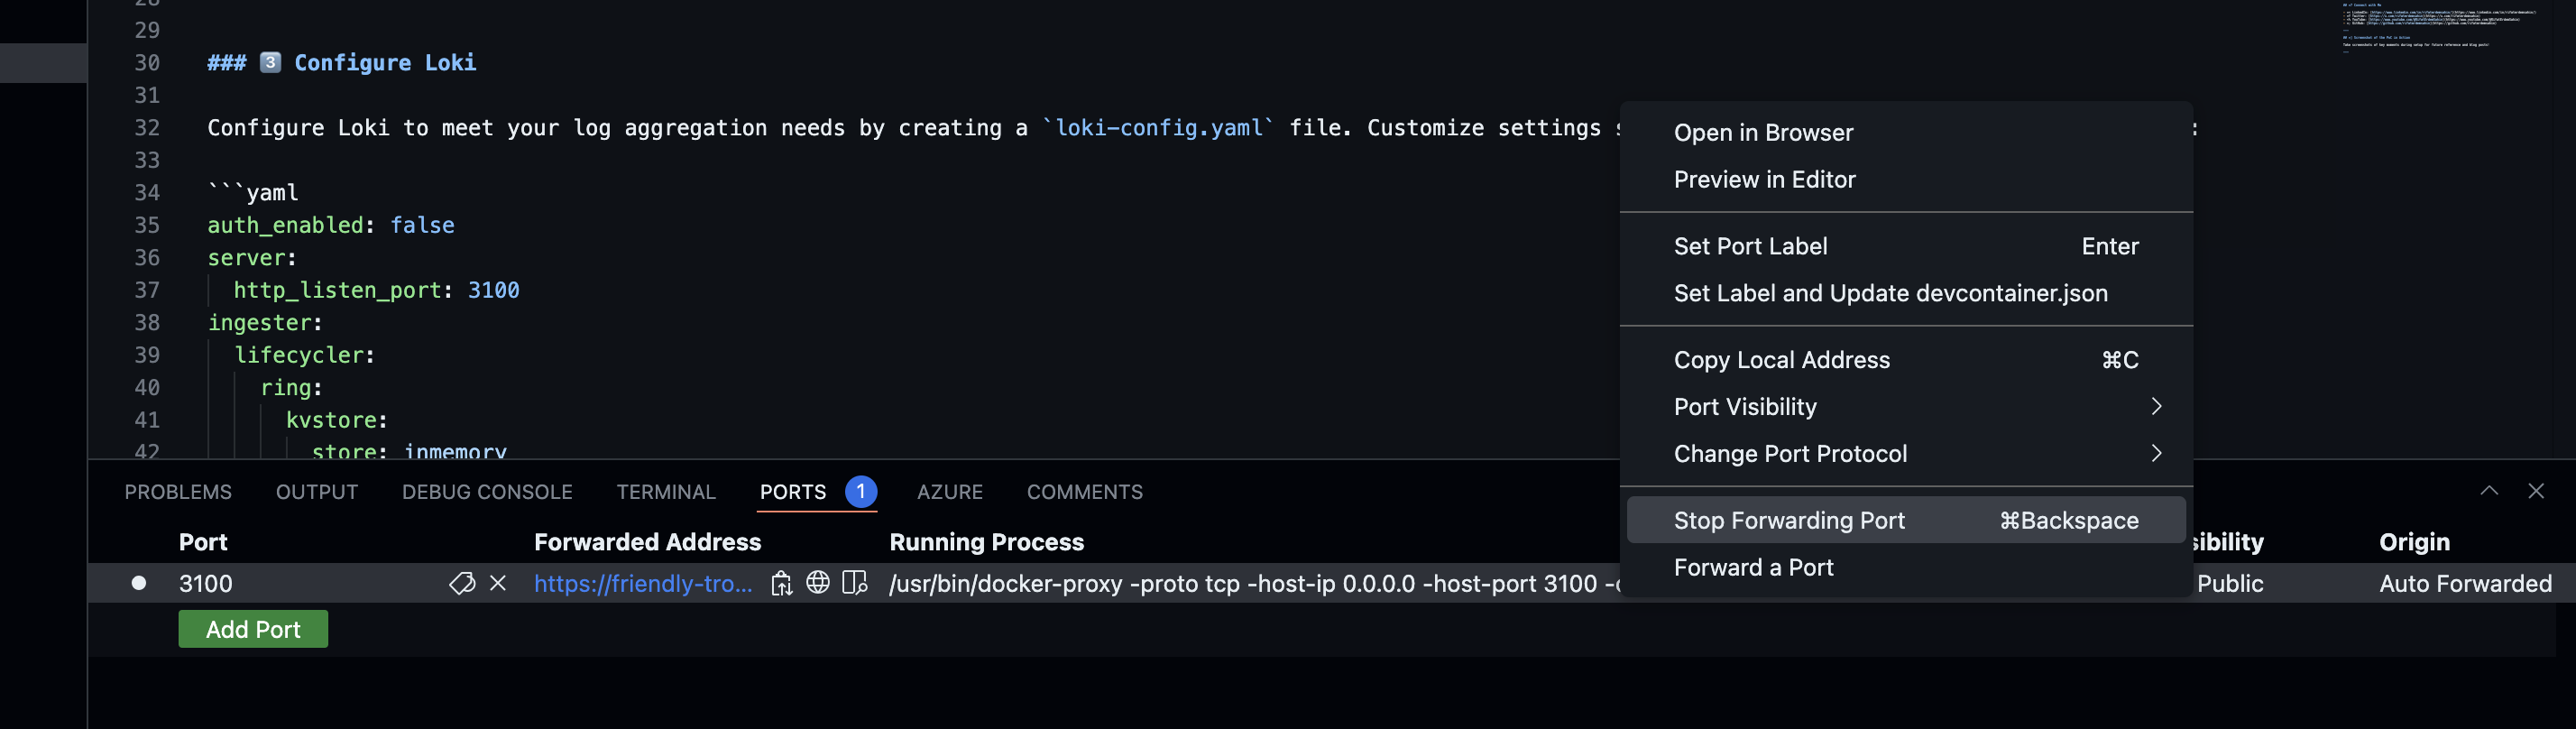 28
29
30 ### 3 Configure Loki
31
32 Configure Loki to meet your log aggregation needs by creating a `loki-config.yaml` file. Customize settings :
33
34 ```yaml
35 auth_enabled: false
36 server:
37 http_listen_port: 3100
38 ingester:
39 lifecycler:
40 ring:
41 kvstore:
42 store: inmemory
Open in Browser
Preview in Editor
Set Port Label Enter
Set Label and Update devcontainer.json
Copy Local Address ⌘C
Port Visibility
Change Port Protocol
Stop Forwarding Port ⌘Backspace
Forward a Port
PROBLEMS OUTPUT DEBUG CONSOLE TERMINAL PORTS 1 AZURE COMMENTS
Port Forwarded Address Running Process sibility Origin
3100 https://friendly-tro... /usr/bin/docker-proxy -proto tcp -host-ip 0.0.0.0 -host-port 3100 Public Auto Forwarded
Add Port